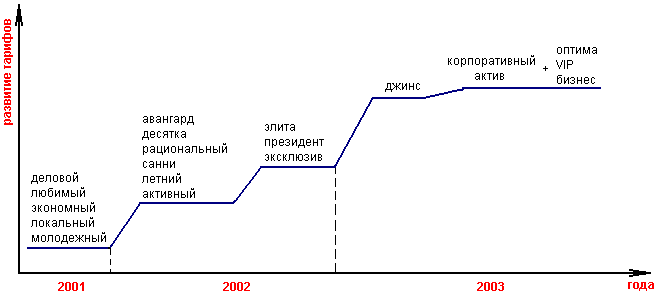 развитие тарифов
деловой
любимый
экономный
локальный
молодежный
авангард
десятка
рациональный
санни
летний
активный
элита
президент
эксклюзив
джинс
корпоративный
актив
+
оптима
VIP
бизнес
2001
2002
2003
года